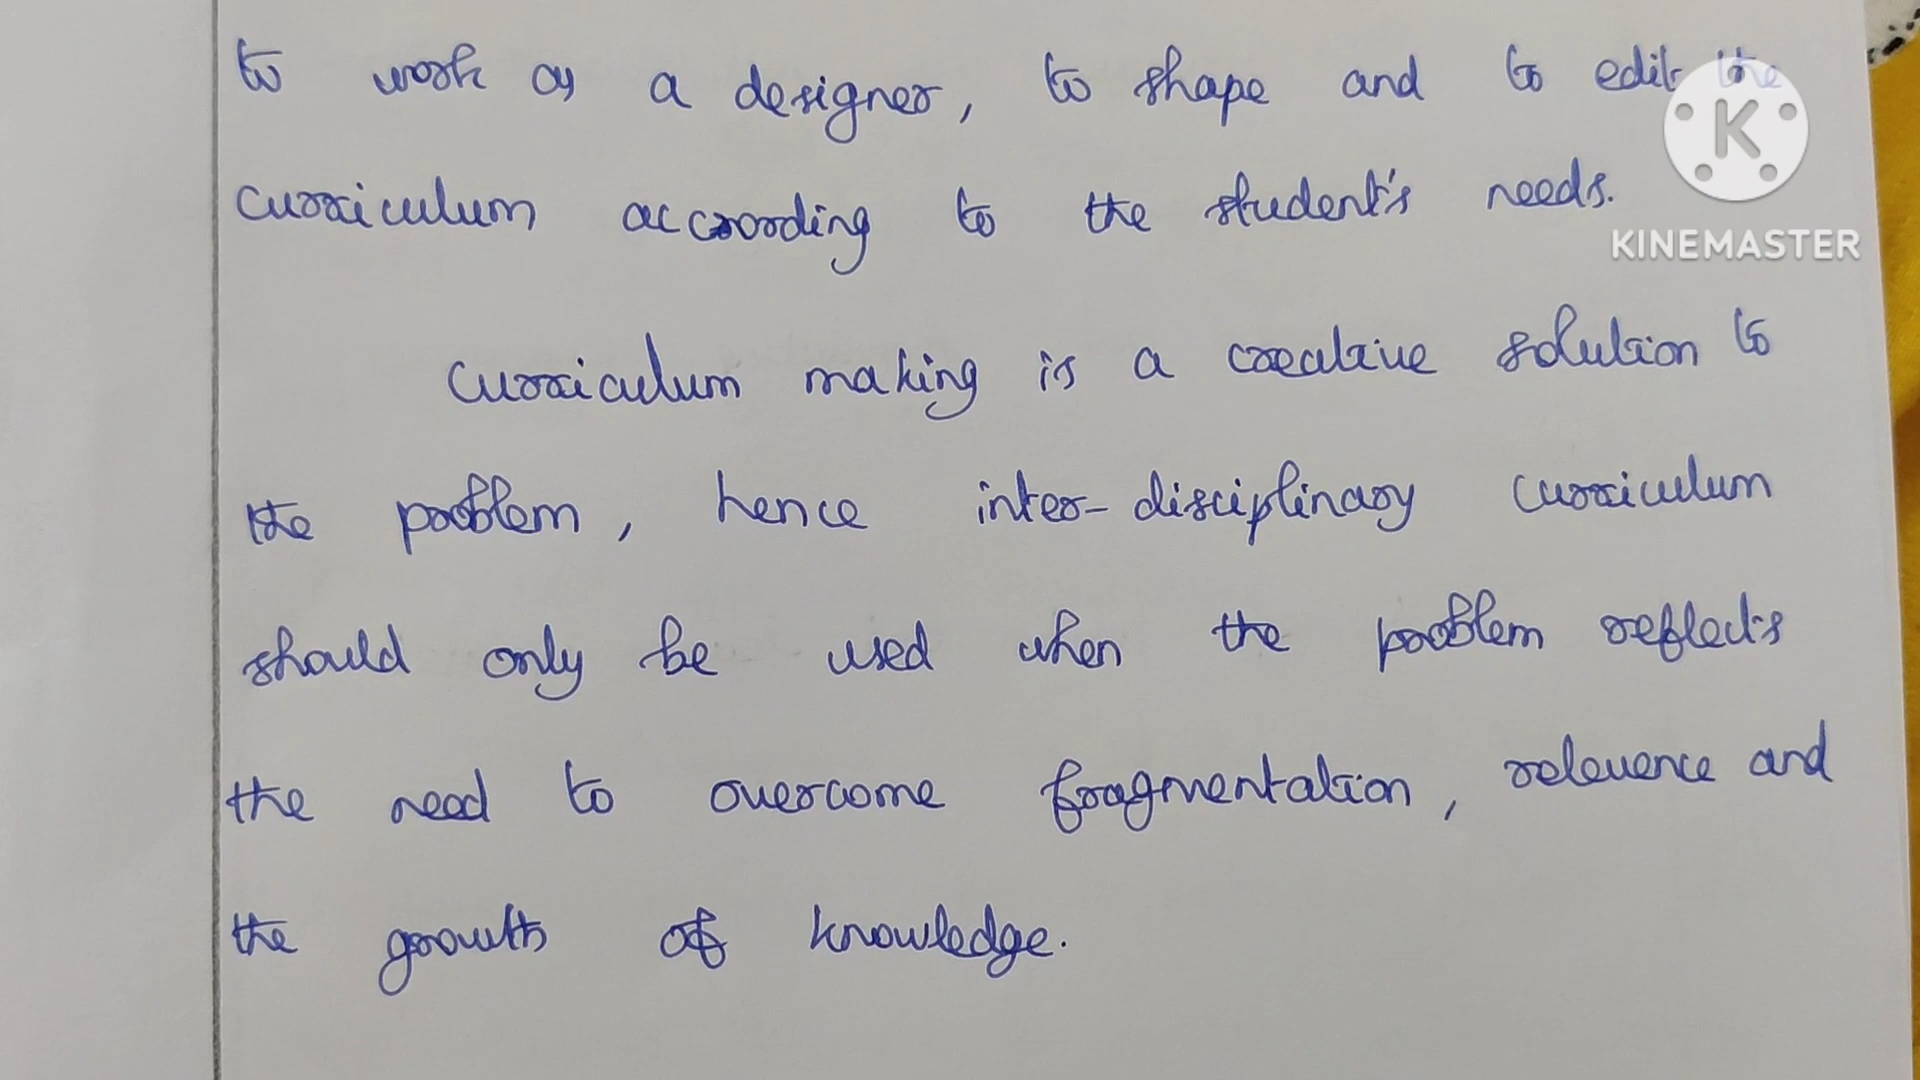 to work as a designer, to shape and to edit the
K
curriculum according to the student's needs.
KINEMASTER
curriculum making is a creative solution to
the problem, hence inter-disciplinary curriculum
should only be used when the problem reflects
the need to overcome fragmentation, relevence and
the growth of knowledge.